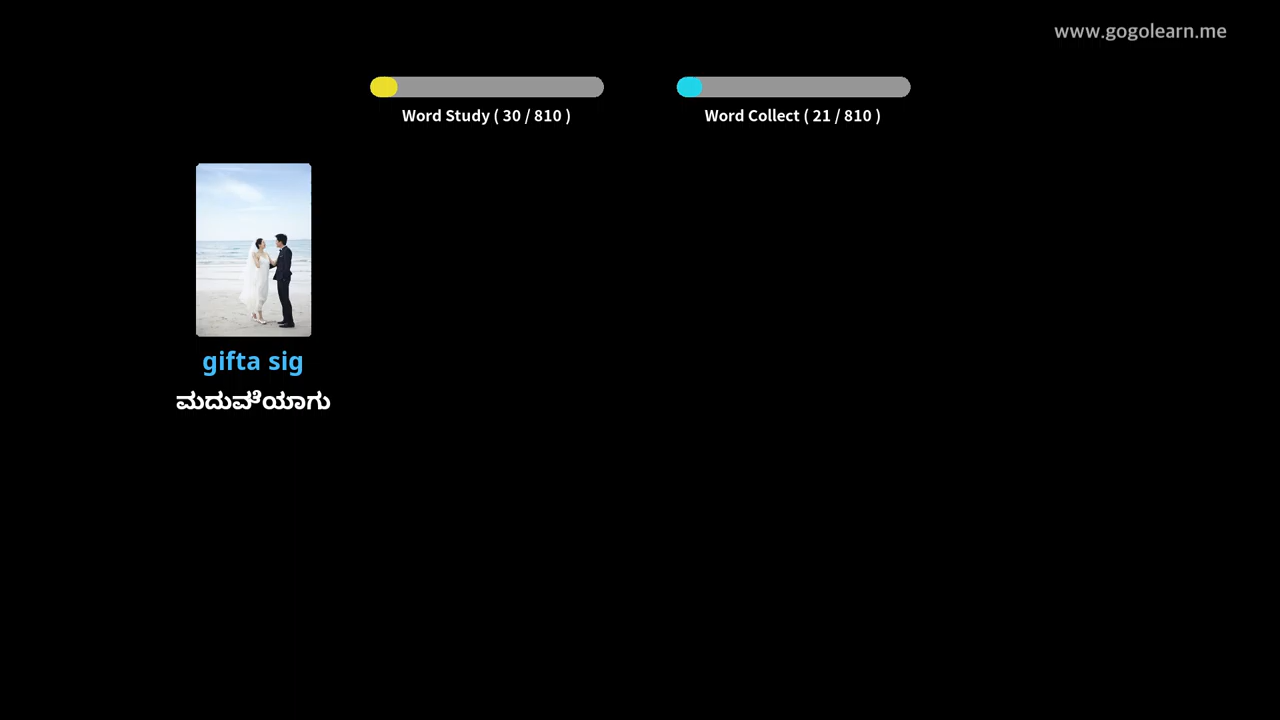 www.gogolearn.me
Word Study ( 30 / 810 )
Word Collect ( 21 / 810 )
gifta sig
ಮದುವೆಯಾಗು